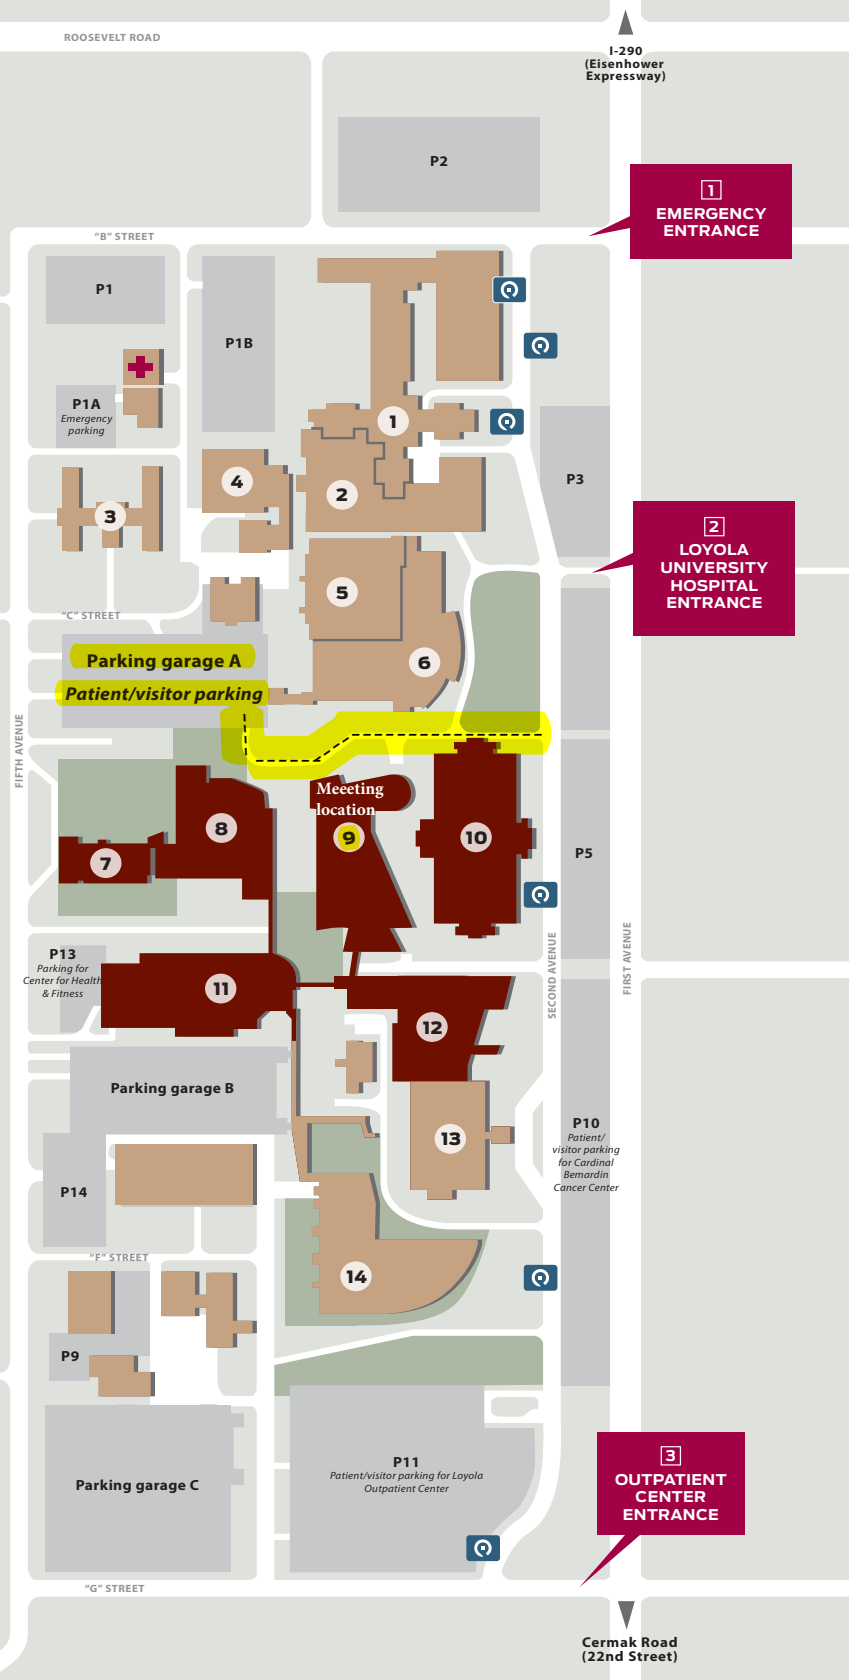 ROOSEVELT ROAD
I-290
(Eisenhower
Expressway)
P2
1
EMERGENCY
ENTRANCE
"B" STREET
P1
P1B
P1A
Emergency
parking
1
P3
4
2
3
2
LOYOLA
UNIVERSITY
HOSPITAL
ENTRANCE
5
"C" STREET
6
Parking garage A
Patient/visitor parking
FIFTH AVENUE
Meeeting
location
8
9
10
7
P5
P13
Parking for
Center for Health
& Fitness
11
SECOND AVENUE
FIRST AVENUE
12
Parking garage B
13
P10
Patient/
visitor parking
for Cardinal
Bernardin
Cancer Center
P14
"F" STREET
14
P9
Parking garage C
P11
Patient/visitor parking for Loyola
Outpatient Center
3
OUTPATIENT
CENTER
ENTRANCE
"G" STREET
Cermak Road
(22nd Street)